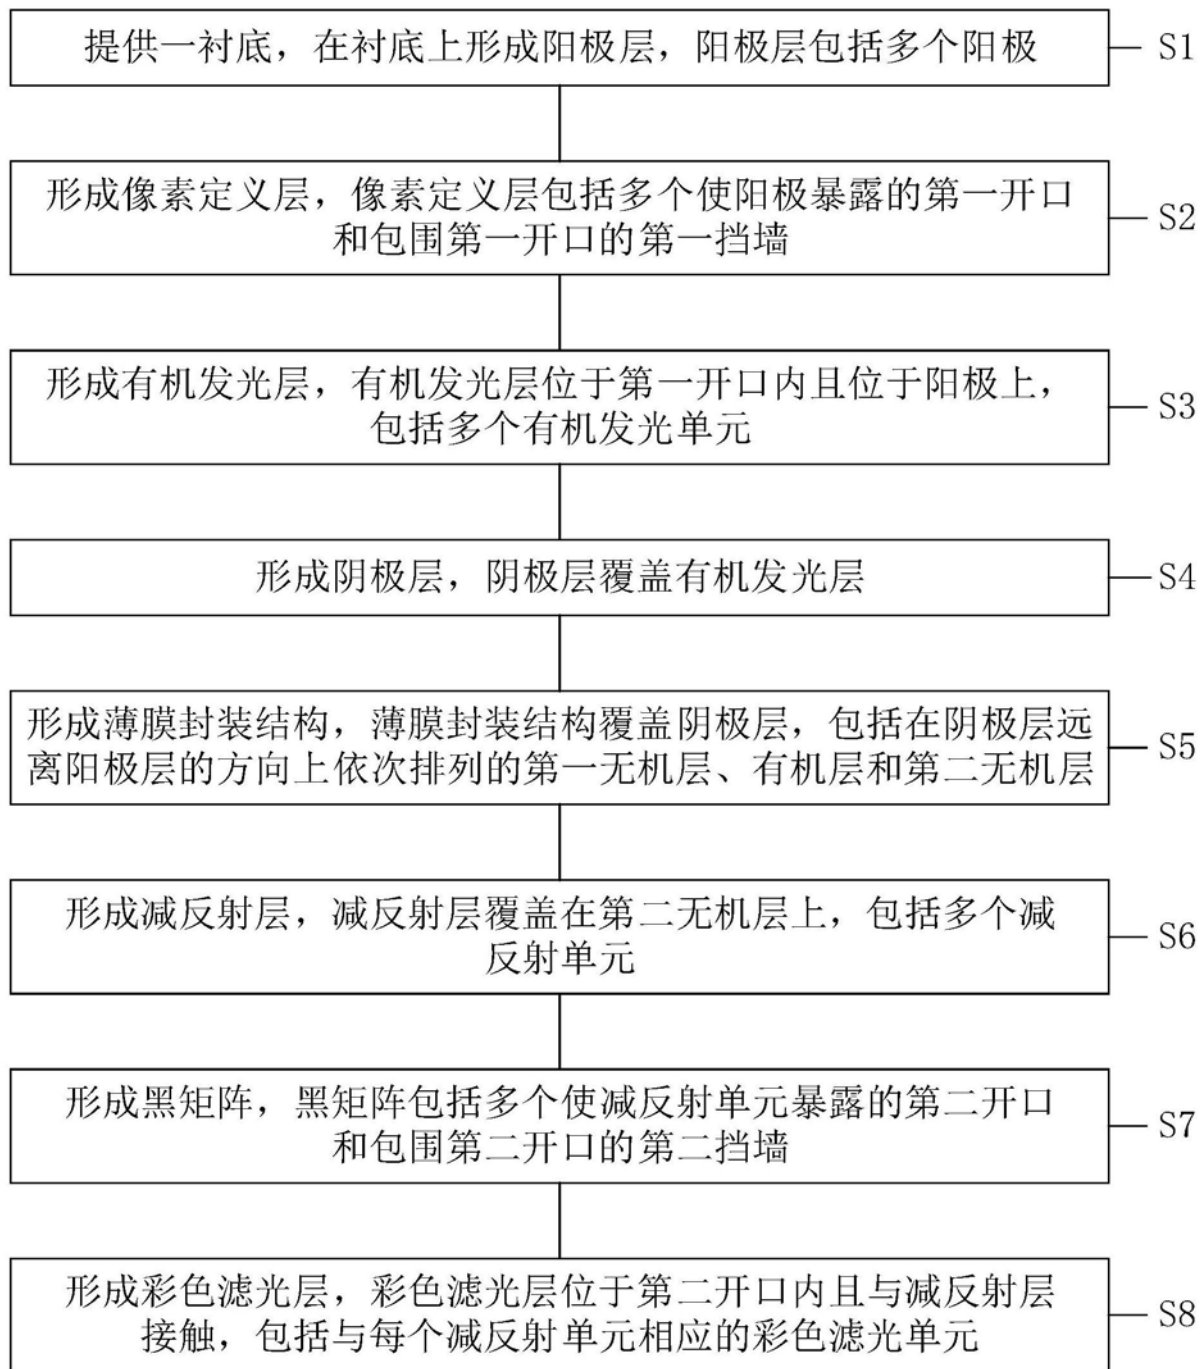 提供一衬底，在衬底上形成阳极层，阳极层包括多个阳极
S1
形成像素定义层，像素定义层包括多个使阳极暴露的第一开口
和包围第一开口的第一挡墙
S2
形成有机发光层，有机发光层位于第一开口内且位于阳极上，
包括多个有机发光单元
S3
形成阴极层，阴极层覆盖有机发光层
S4
形成薄膜封装结构，薄膜封装结构覆盖阴极层，包括在阴极层远
离阳极层的方向上依次排列的第一无机层、有机层和第二无机层
S5
形成减反射层，减反射层覆盖在第二无机层上，包括多个减
反射单元
S6
形成黑矩阵，黑矩阵包括多个使减反射单元暴露的第二开口
和包围第二开口的第二挡墙
S7
形成彩色滤光层，彩色滤光层位于第二开口内且与减反射层
接触，包括与每个减反射单元相应的彩色滤光单元
S8